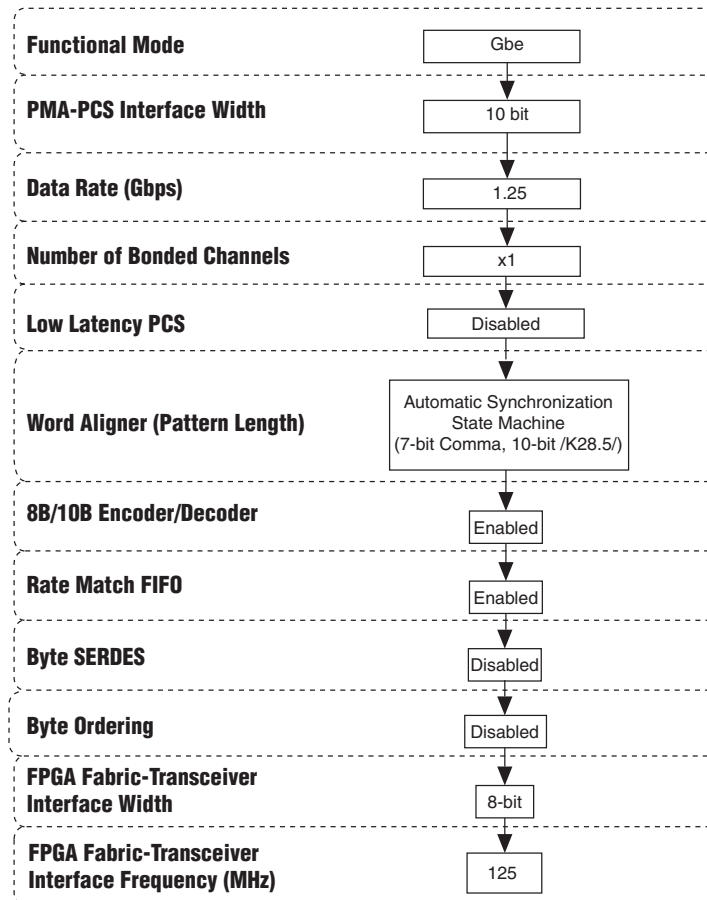 Functional Mode
Gbe
PMA-PCS Interface Width
10 bit
Data Rate (Gbps)
1.25
Number of Bonded Channels
x1
Low Latency PCS
Disabled
Word Aligner (Pattern Length)
Automatic Synchronization
State Machine
(7-bit Comma, 10-bit /K28.5/)
8B/10B Encoder/Decoder
Enabled
Rate Match FIFO
Enabled
Byte SERDES
Disabled
Byte Ordering
Disabled
FPGA Fabric-Transceiver
Interface Width
8-bit
FPGA Fabric-Transceiver
Interface Frequency (MHz)
125